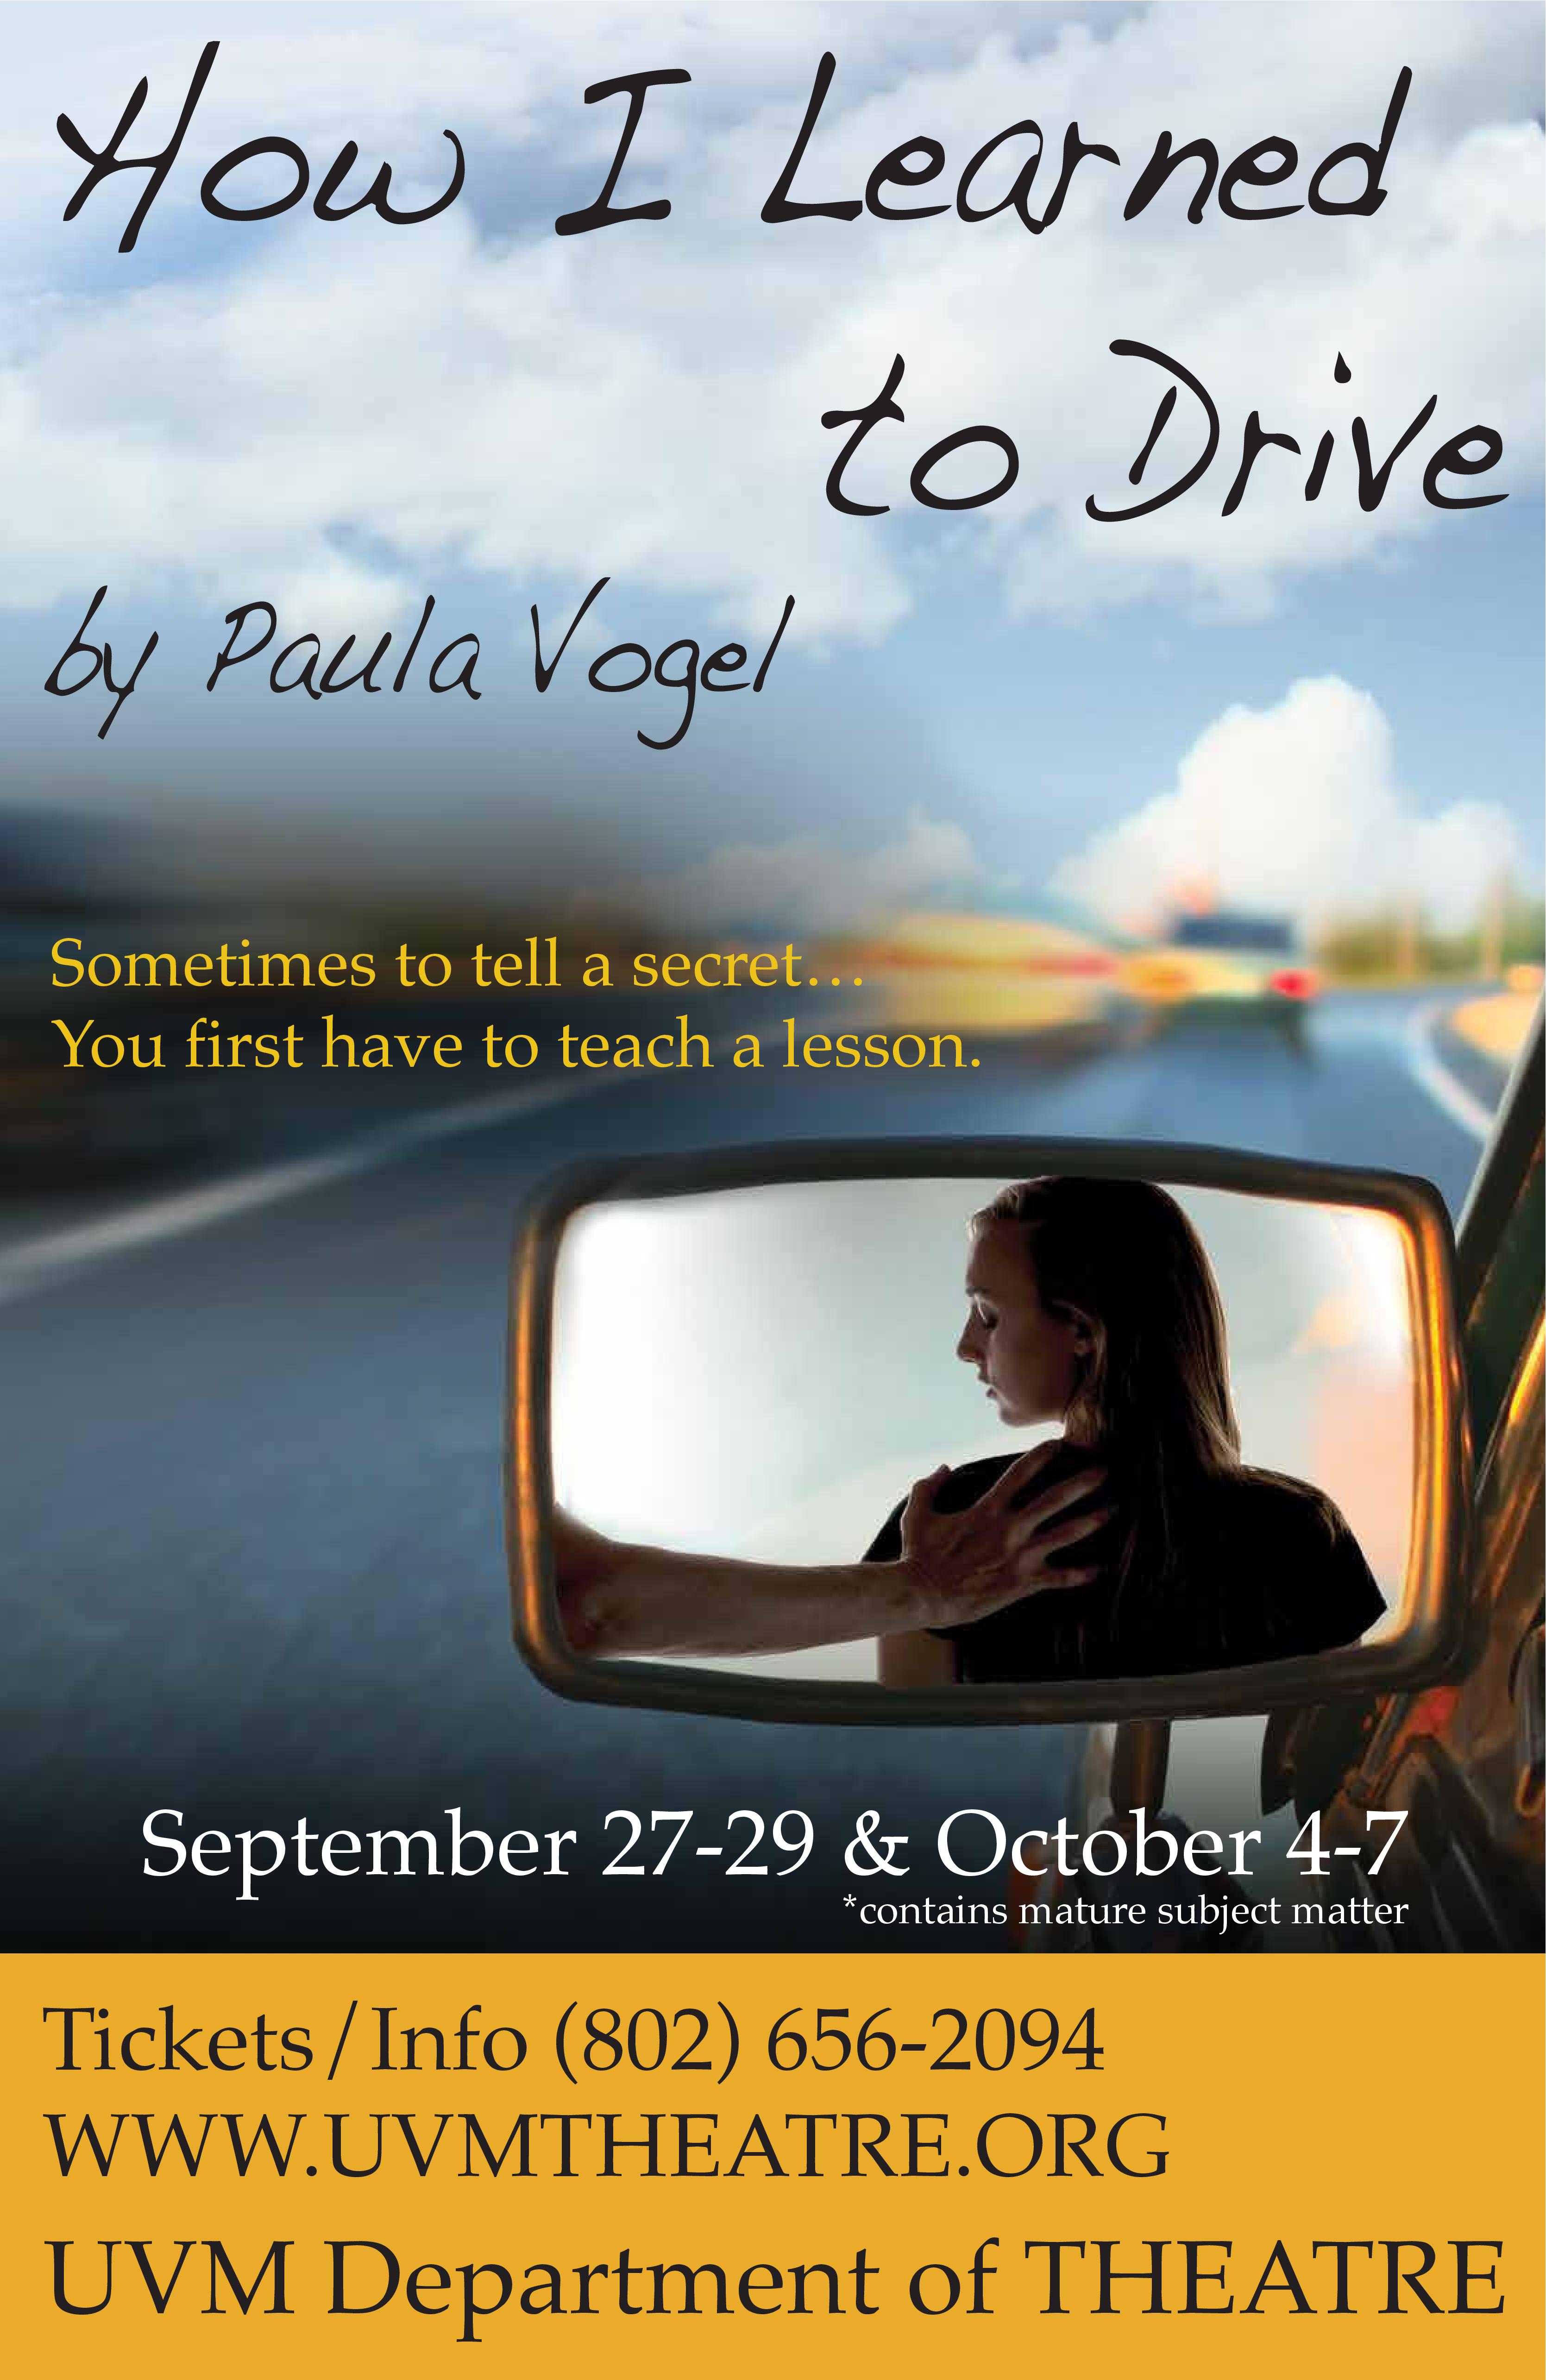 How I Learned
to Drive
by Paula Vogel
Sometimes to tell a secret...
You first have to teach a lesson.
September 27-29 & October 4-7
*contains mature subject matter
Tickets/Info (802) 656-2094
WWW.UVMTHEATRE.ORG
UVM Department of THEATRE